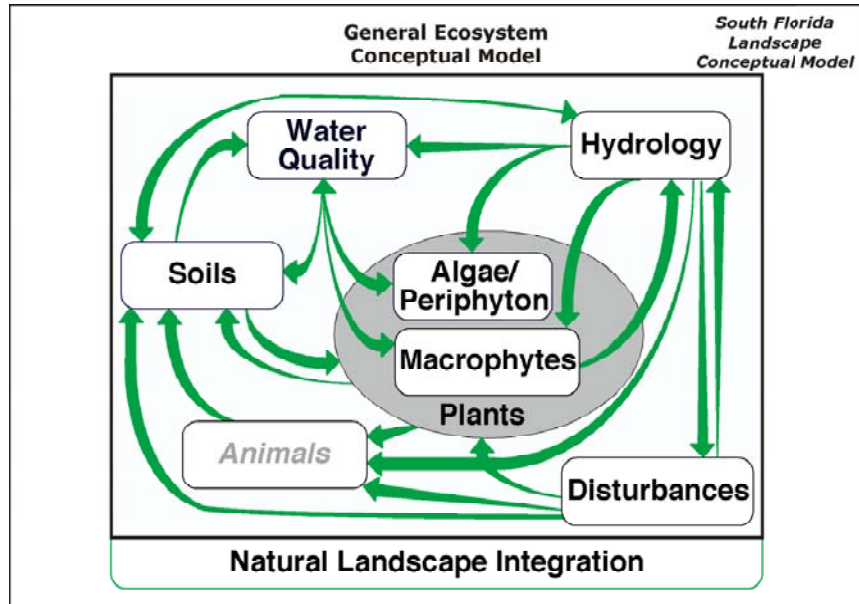 General Ecosystem
Conceptual Model
South Florida
Landscape
Conceptual Model
Water
Quality
Hydrology
Soils
Algae/
Periphyton
Macrophytes
Plants
Animals
Disturbances
Natural Landscape Integration